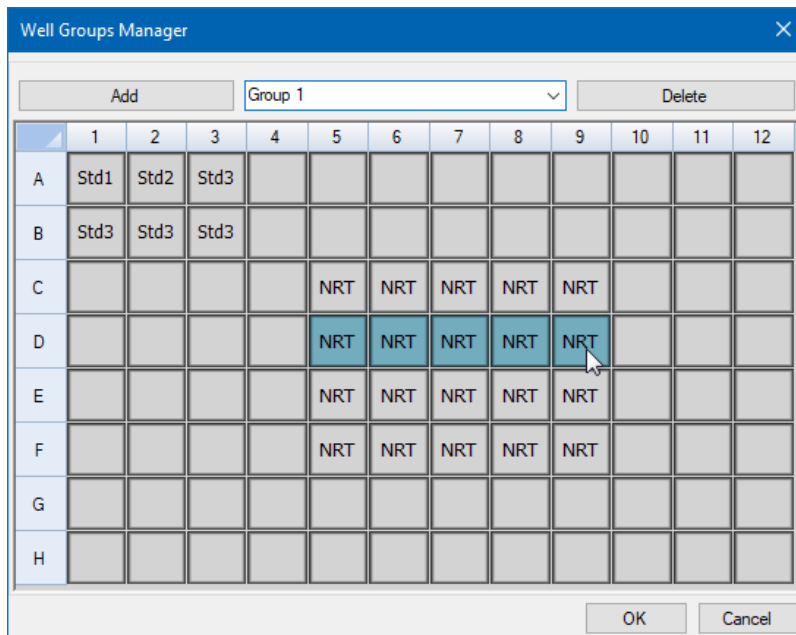 Well Groups Manager
Add Group 1 Delete
1 2 3 4 5 6 7 8 9 10 11 12
A Std1 Std2 Std3
B Std3 Std3 Std3
C NRT NRT NRT NRT NRT
D NRT NRT NRT NRT NRT
E NRT NRT NRT NRT NRT
F NRT NRT NRT NRT NRT
G
H
OK Cancel